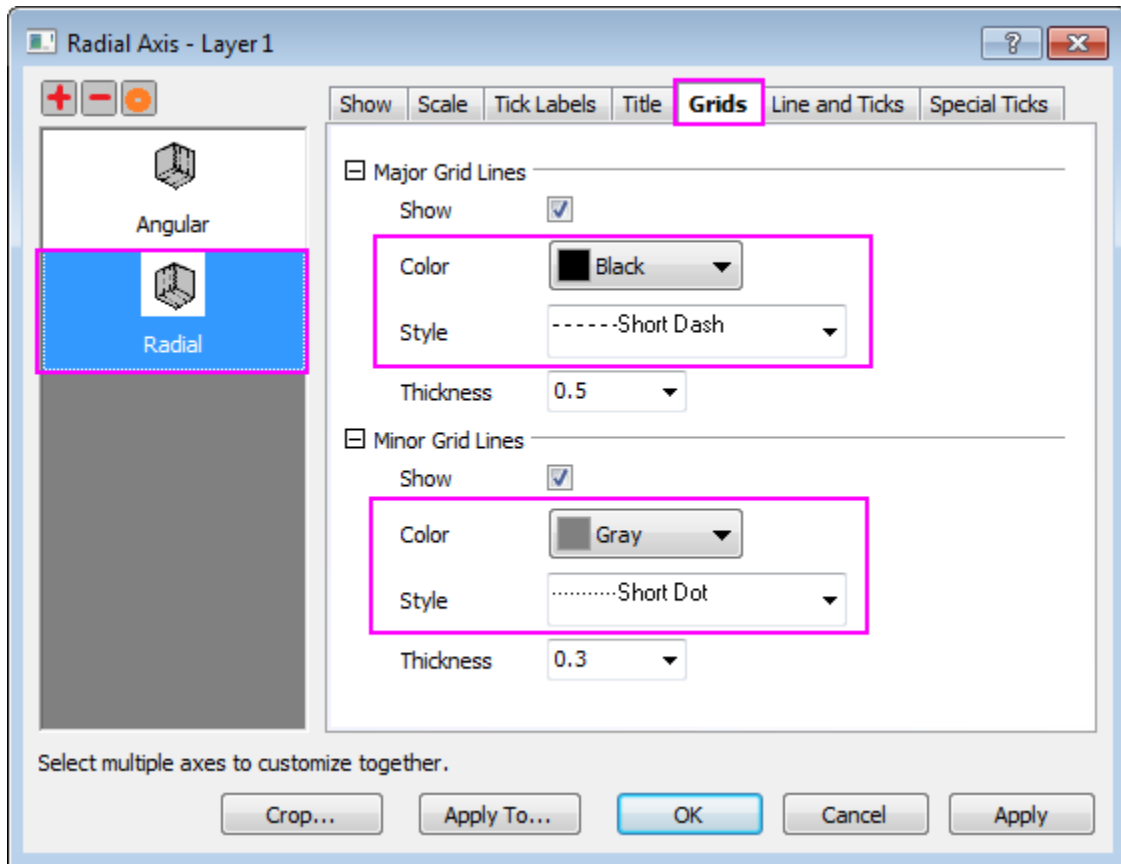 Radial Axis - Layer 1
Show Scale Tick Labels Title Grids Line and Ticks Special Ticks
Angular
Radial
Major Grid Lines
Show
Color Black
Style ------Short Dash
Thickness 0.5
Minor Grid Lines
Show
Color Gray
Style ..........Short Dot
Thickness 0.3
Select multiple axes to customize together.
Crop... Apply To... OK Cancel Apply